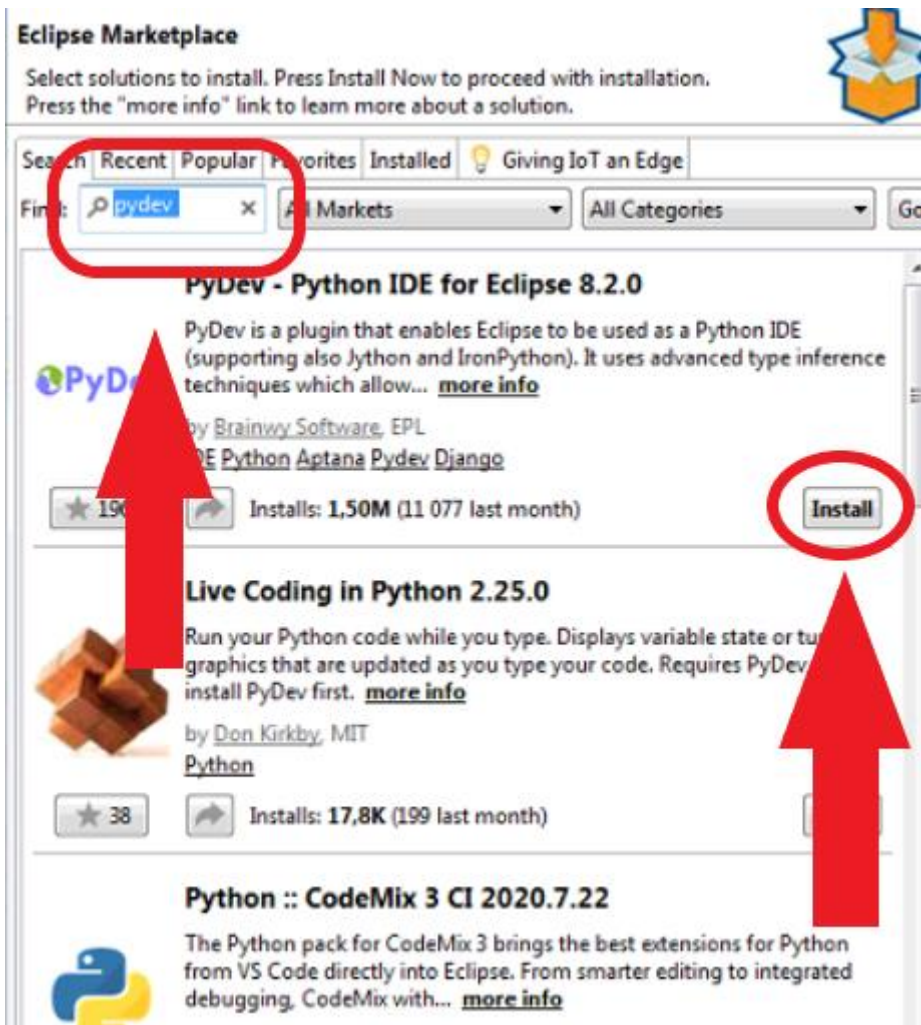 Eclipse Marketplace
Select solutions to install. Press Install Now to proceed with installation.
Press the "more info" link to learn more about a solution.
Search Recent Popular Favorites Installed Giving IoT an Edge
Find: pydev All Markets All Categories Go
PyDev - Python IDE for Eclipse 8.2.0
PyDev is a plugin that enables Eclipse to be used as a Python IDE
(supporting also Jython and IronPython). It uses advanced type inference
techniques which allow... more info
by Brainwy Software, EPL
Python Aptana Pydev Django
Installs: 1,50M (11 077 last month) Install
Live Coding in Python 2.25.0
Run your Python code while you type. Displays variable state or
graphics that are updated as you type your code. Requires PyDev
install PyDev first. more info
by Don Kirkby, MIT
Python
38 Installs: 17,8K (199 last month)
Python :: CodeMix 3 CI 2020.7.22
The Python pack for CodeMix 3 brings the best extensions for Python
from VS Code directly into Eclipse. From smarter editing to integrated
debugging, CodeMix with... more info